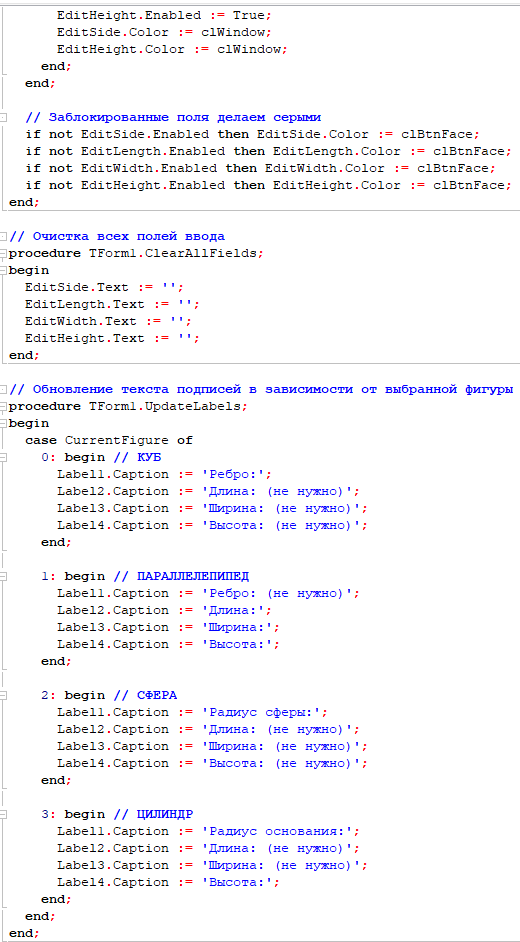 EditHeight.Enabled := True;
EditSide.Color := clWindow;
EditHeight.Color := clWindow;
end;
end;
// Заблокированные поля делаем серыми
if not EditSide.Enabled then EditSide.Color := clBtnFace;
if not EditLength.Enabled then EditLength.Color := clBtnFace;
if not EditWidth.Enabled then EditWidth.Color := clBtnFace;
if not EditHeight.Enabled then EditHeight.Color := clBtnFace;
end;
// Очистка всех полей ввода
procedure TForm1.ClearAllFields;
begin
EditSide.Text := '';
EditLength.Text := '';
EditWidth.Text := '';
EditHeight.Text := '';
end;
// Обновление текста подписей в зависимости от выбранной фигуры
procedure TForm1.UpdateLabels;
begin
case CurrentFigure of
0: begin // КУБ
Label1.Caption := 'Ребро:';
Label2.Caption := 'Длина: (не нужно)';
Label3.Caption := 'Ширина: (не нужно)';
Label4.Caption := 'Высота: (не нужно)';
end;
1: begin // ПАРАЛЛЕЛЕПИПЕД
Label1.Caption := 'Ребро: (не нужно)';
Label2.Caption := 'Длина:';
Label3.Caption := 'Ширина:';
Label4.Caption := 'Высота:';
end;
2: begin // СФЕРА
Label1.Caption := 'Радиус сферы:';
Label2.Caption := 'Длина: (не нужно)';
Label3.Caption := 'Ширина: (не нужно)';
Label4.Caption := 'Высота: (не нужно)';
end;
3: begin // ЦИЛИНДР
Label1.Caption := 'Радиус основания:';
Label2.Caption := 'Длина: (не нужно)';
Label3.Caption := 'Ширина: (не нужно)';
Label4.Caption := 'Высота:';
end;
end;
end;